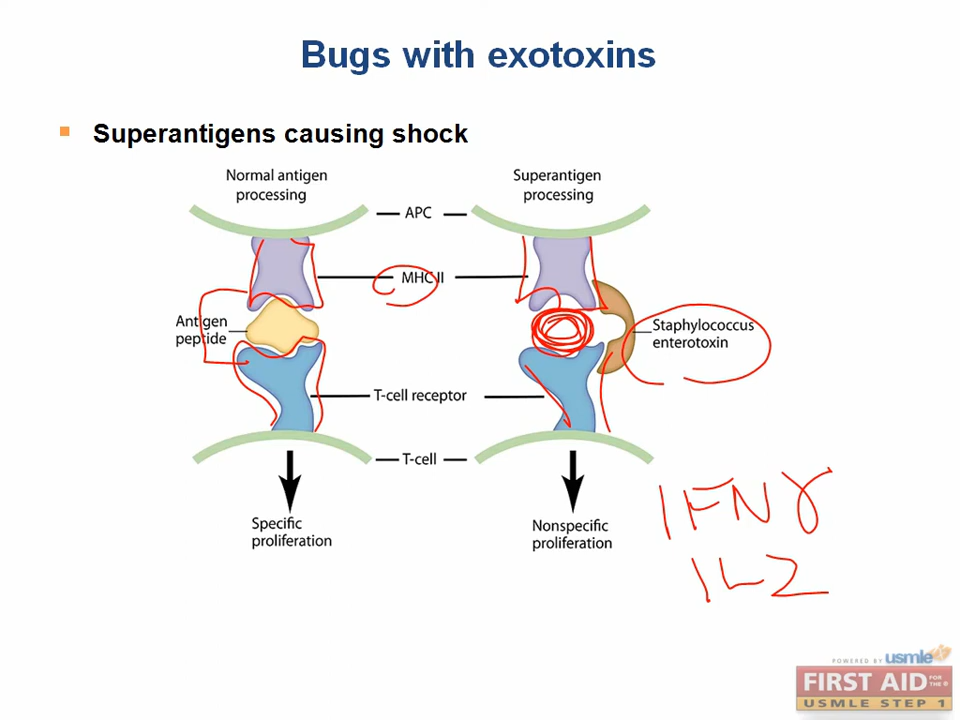 Bugs with exotoxins
Superantigens causing shock
Normal antigen
processing
Superantigen
processing
APC
MHC II
Antigen
peptide
Staphylococcus
enterotoxin
T-cell receptor
T-cell
Specific
proliferation
Nonspecific
proliferation
IFNγ
IL2
POWERED BY usmle
FIRST AID FOR THE ®
USMLE STEP 1